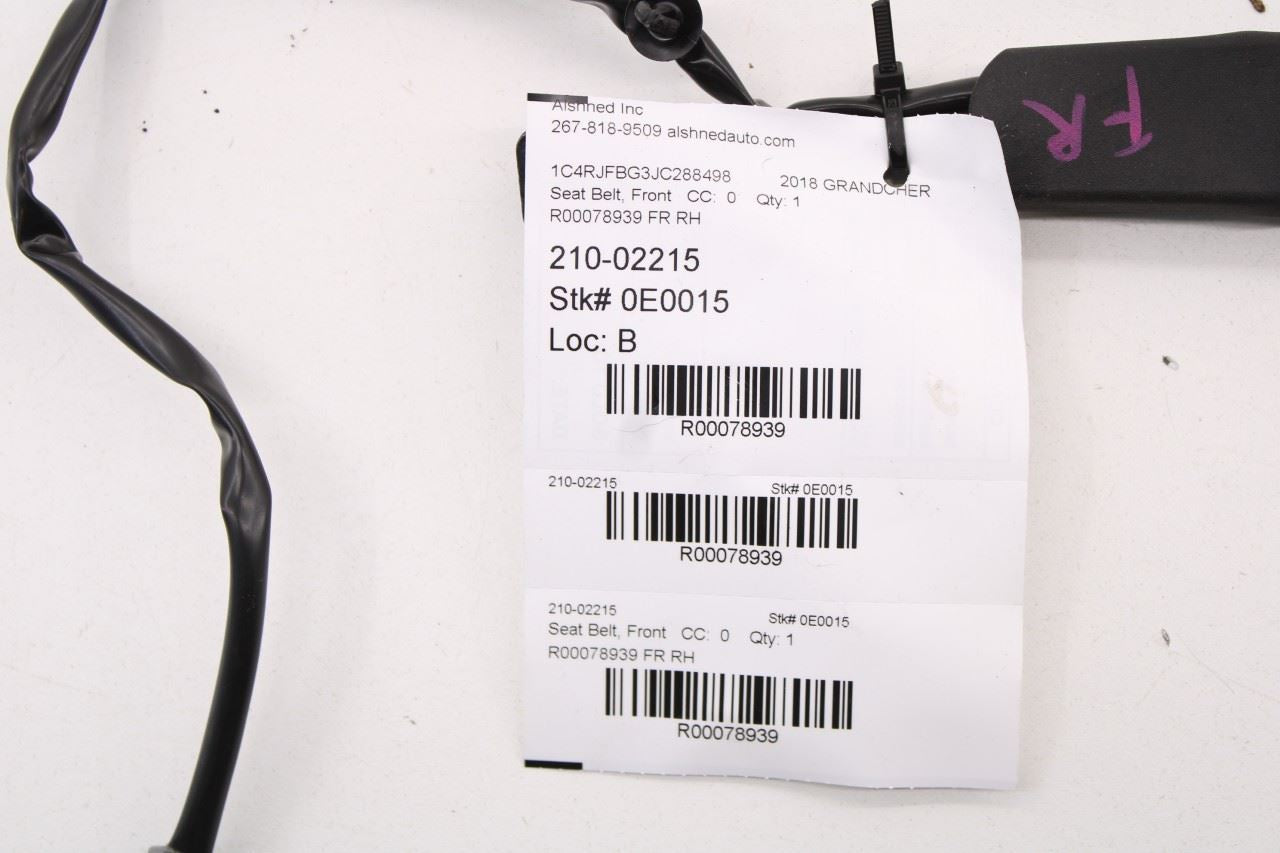 Alshned Inc
267-818-9509 alshnedauto.com
1C4RJFBG3JC288498 2018 GRANDCHER
Seat Belt, Front CC: 0 Qty: 1
R00078939 FR RH
210-02215
Stk# 0E0015
Loc: B
R00078939
210-02215 Stk# 0E0015
R00078939
210-02215 Stk# 0E0015
Seat Belt, Front CC: 0 Qty: 1
R00078939 FR RH
R00078939
FR